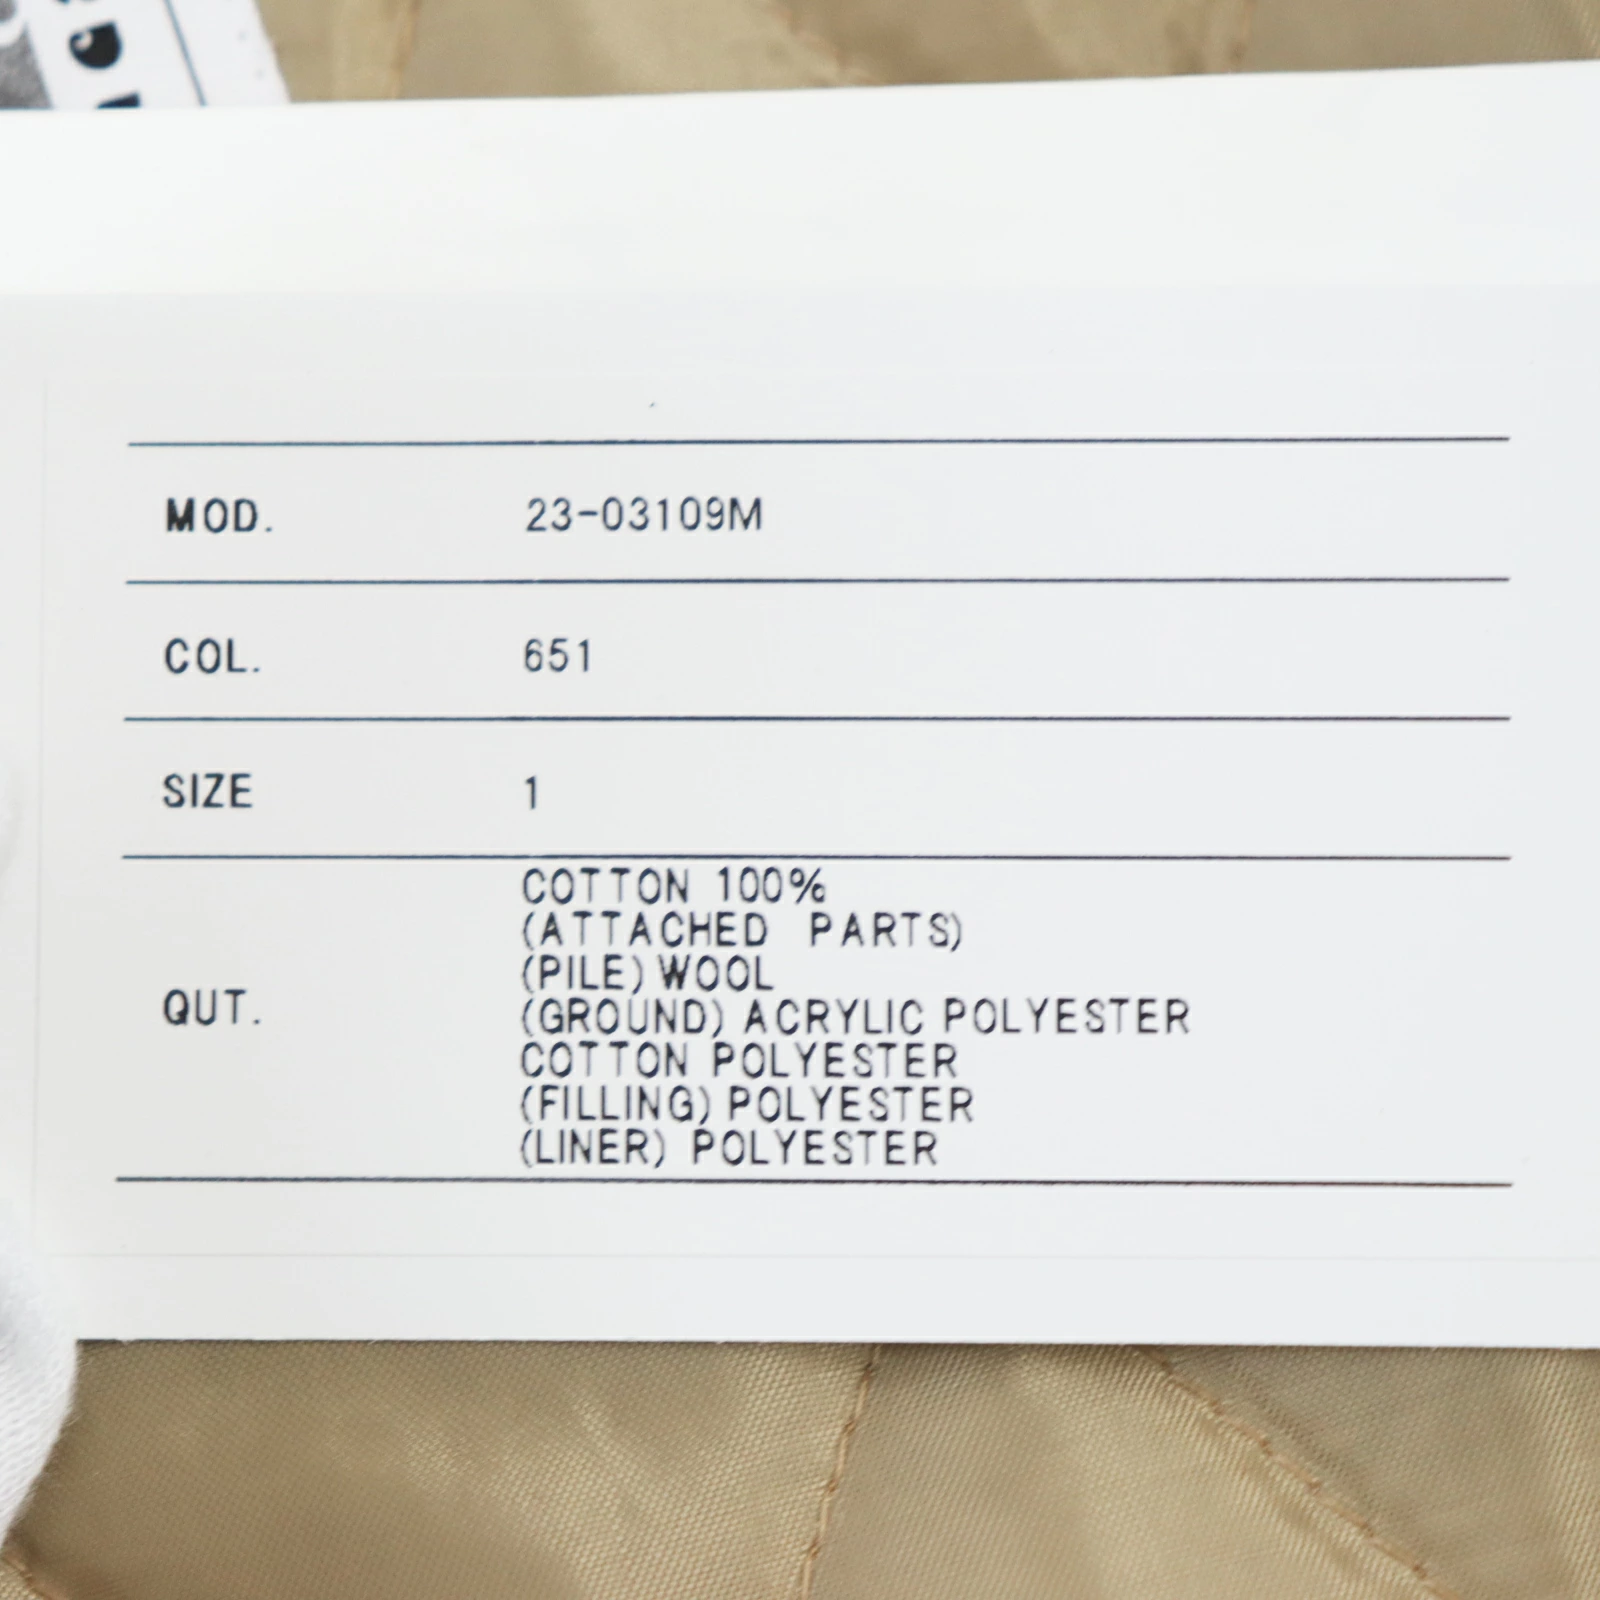 MOD. 23-03109M
COL. 651
SIZE 1
QUT.
COTTON 100%
(ATTACHED PARTS)
(PILE) WOOL
(GROUND) ACRYLIC POLYESTER
COTTON POLYESTER
(FILLING) POLYESTER
(LINER) POLYESTER